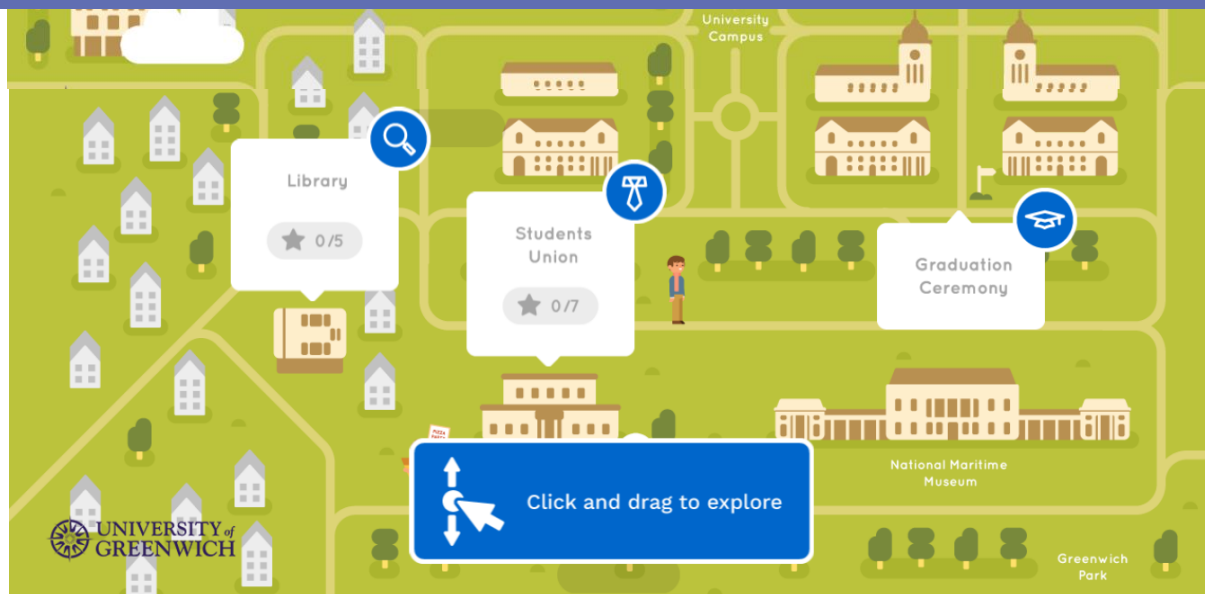 University
Campus
Library
0/5
Students
Union
0/7
Graduation
Ceremony
PIZZA
National Maritime
Museum
Click and drag to explore
UNIVERSITY of
GREENWICH
Greenwich
Park